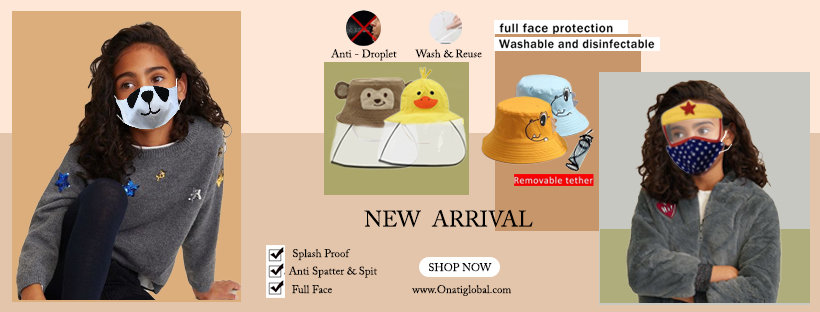 Anti - Droplet
Wash & Reuse
full face protection
Washable and disinfectable
Removable tether
NEW ARRIVAL
Splash Proof
Anti Spatter & Spit
Full Face
SHOP NOW
www.Onatiglobal.com